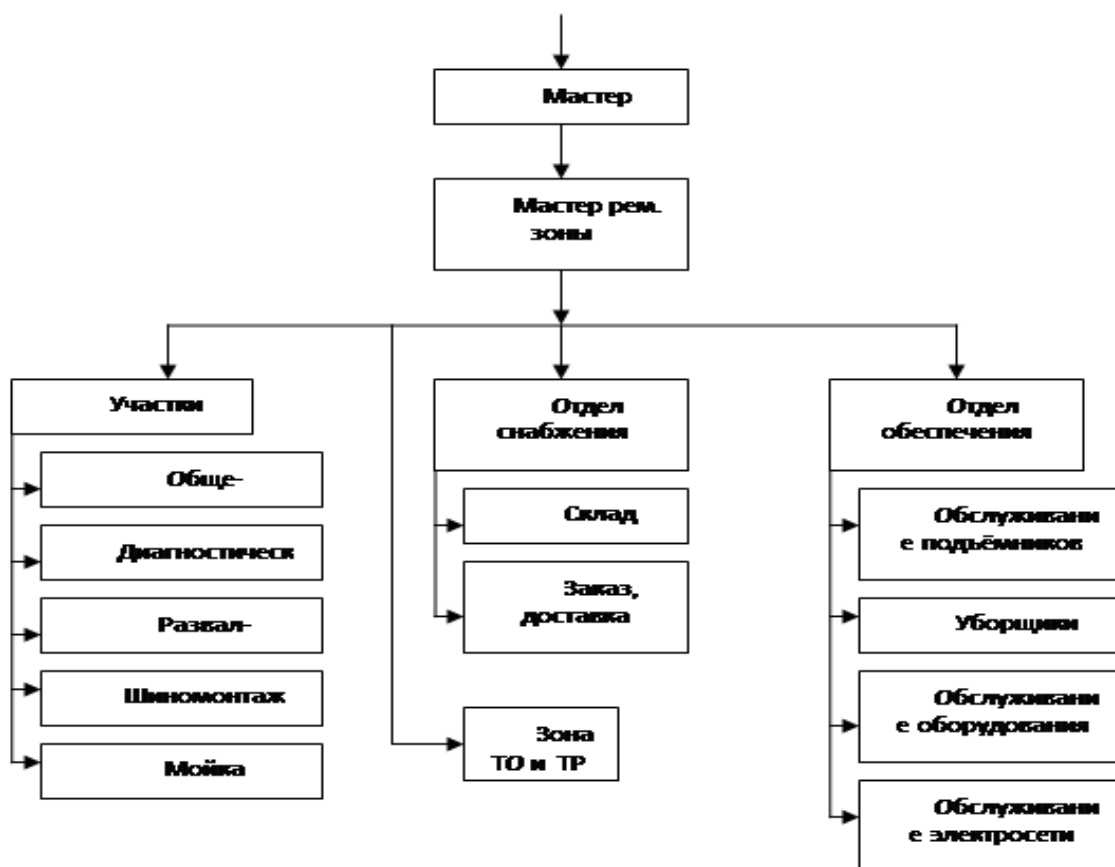 Мастер
Мастер рем.
зоны
Участки
Обще-
Диагностическ
Развал-
Шиномонтаж
Мойка
Отдел
снабжения
Склад
Заказ,
доставка
Зона
ТО и ТР
Отдел
обеспечения
Обслуживани
е подъёмников
Уборщики
Обслуживани
е оборудования
Обслуживани
е электросети